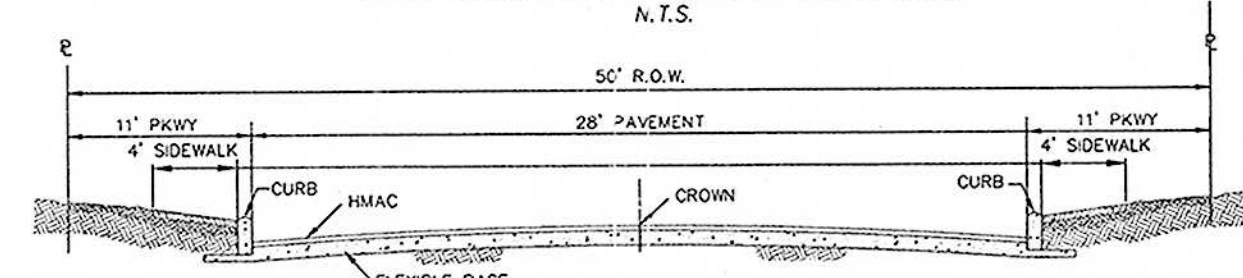 N.T.S.
50' R.O.W.
11' PKWY
28' PAVEMENT
11' PKWY
4' SIDEWALK
4' SIDEWALK
CURB
HMAC
CROWN
CURB